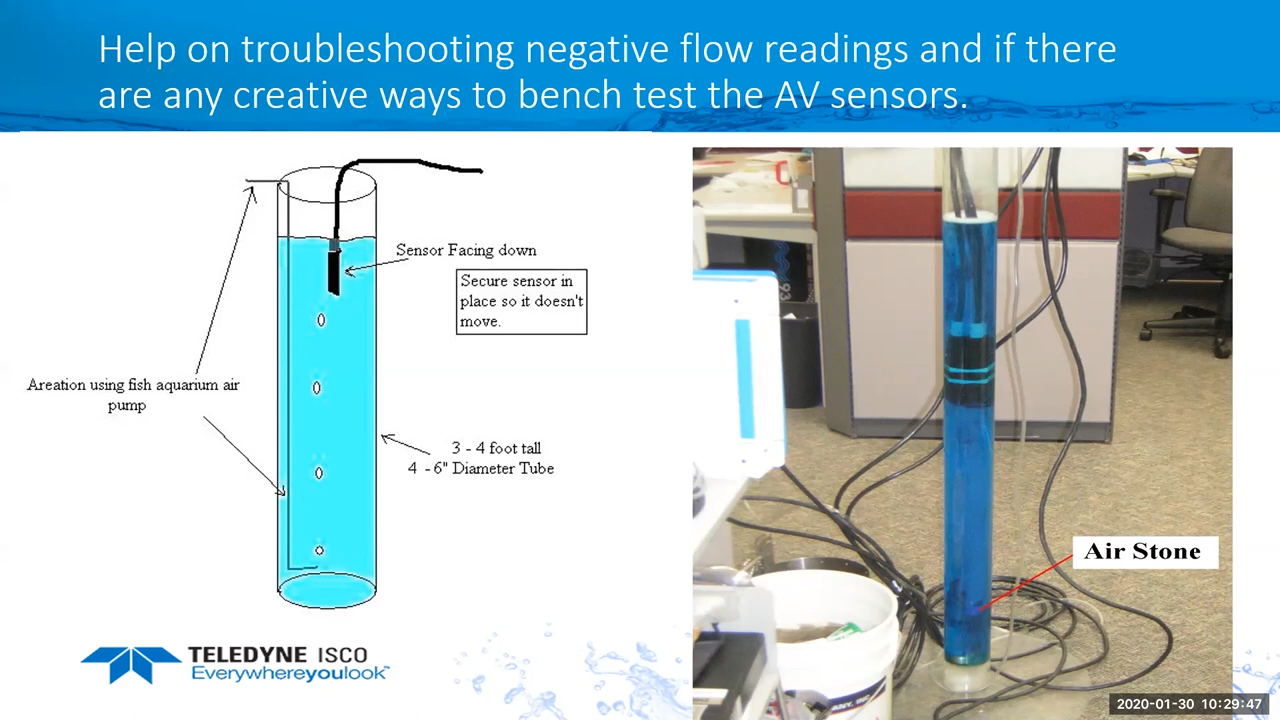 Help on troubleshooting negative flow readings and if there
are any creative ways to bench test the AV sensors.
Sensor Facing down
Secure sensor in
place so it doesn't
move.
Areation using fish aquarium air
pump
3 - 4 foot tall
4 - 6" Diameter Tube
Air Stone
TELEDYNE ISCO
Everywhereyoulook™
2020-01-30 10:29:47